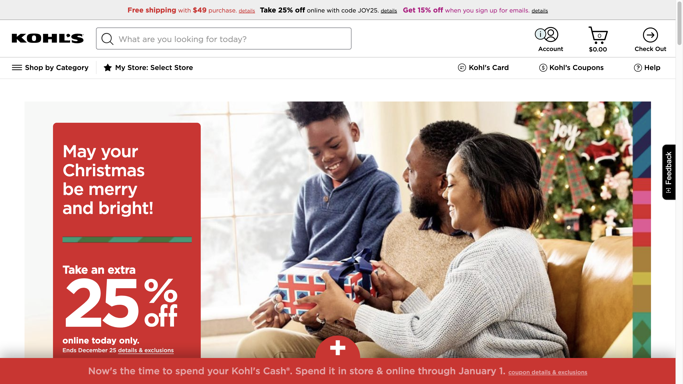 Free shipping with $49 purchase. details Take 25% off online with code JOY25. details Get 15% off when you sign up for emails. details
KOHL'S
What are you looking for today?
Account
0
$0.00
Check Out
Shop by Category
My Store: Select Store
Kohl's Card
Kohl's Coupons
Help
May your
Christmas
be merry
and bright!
Joy
Take an extra
25% off
online today only.
Ends December 25 details & exclusions
+
Feedback
Now's the time to spend your Kohl's Cash®. Spend it in store & online through January 1. coupon details & exclusions